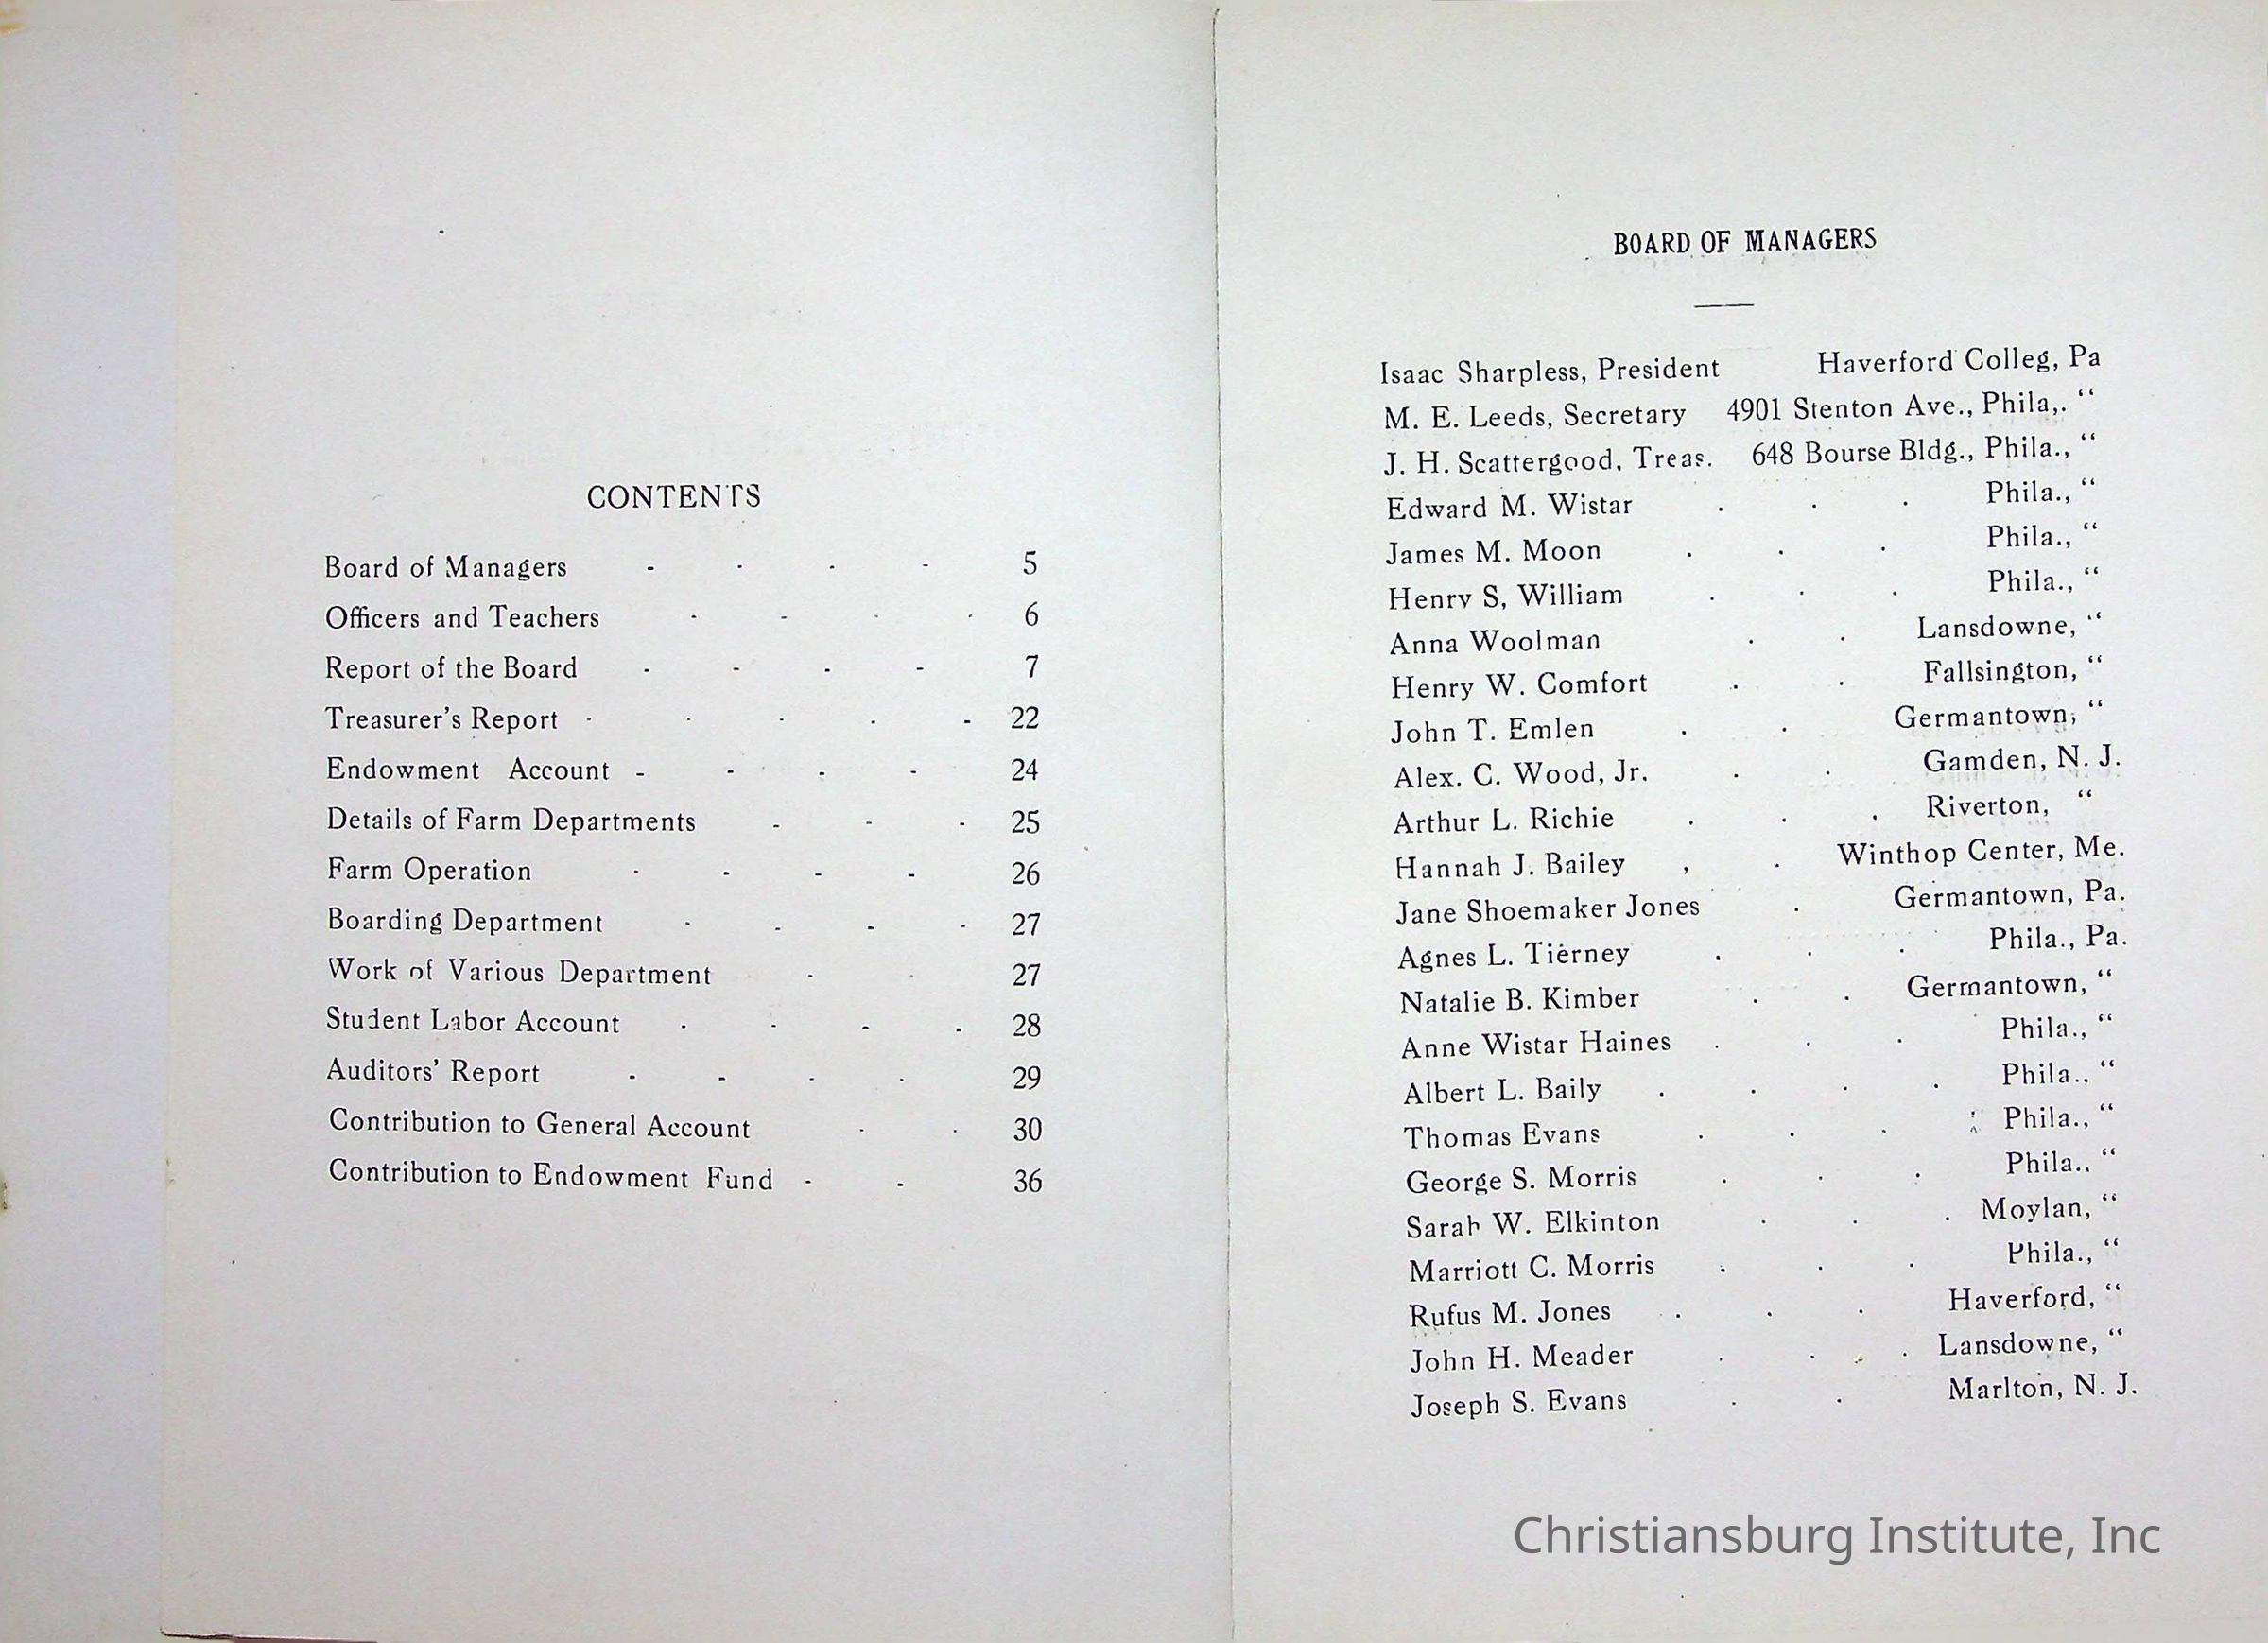 CONTENTS
Board of Managers - - - - 5
Officers and Teachers - - - - 6
Report of the Board - - - - 7
Treasurer's Report - - - - - 22
Endowment Account - - - - 24
Details of Farm Departments - - - 25
Farm Operation - - - - 26
Boarding Department - - - - 27
Work of Various Department - - 27
Student Labor Account - - - - 28
Auditors' Report - - - - 29
Contribution to General Account - - 30
Contribution to Endowment Fund - - 36
BOARD OF MANAGERS
Isaac Sharpless, President Haverford Colleg, Pa
M. E. Leeds, Secretary 4901 Stenton Ave., Phila,. “
J. H. Scattergood, Treas. 648 Bourse Bldg., Phila., “
Edward M. Wistar . . . Phila., “
James M. Moon . . . Phila., “
Henry S, William . . . Phila., “
Anna Woolman . . Lansdowne, “
Henry W. Comfort . . Fallsington, “
John T. Emlen . . Germantown, “
Alex. C. Wood, Jr. . . Gamden, N. J.
Arthur L. Richie . . . Riverton, “
Hannah J. Bailey , . Winthop Center, Me.
Jane Shoemaker Jones . Germantown, Pa.
Agnes L. Tierney . . . Phila., Pa.
Natalie B. Kimber . . Germantown, “
Anne Wistar Haines . . . Phila., “
Albert L. Baily . . . . Phila., “
Thomas Evans . . . Phila., “
George S. Morris . . . Phila., “
Sarah W. Elkinton . . . Moylan, “
Marriott C. Morris . . . Phila., “
Rufus M. Jones . . . Haverford, “
John H. Meader . . . Lansdowne, “
Joseph S. Evans . . Marlton, N. J.
Christiansburg Institute, Inc